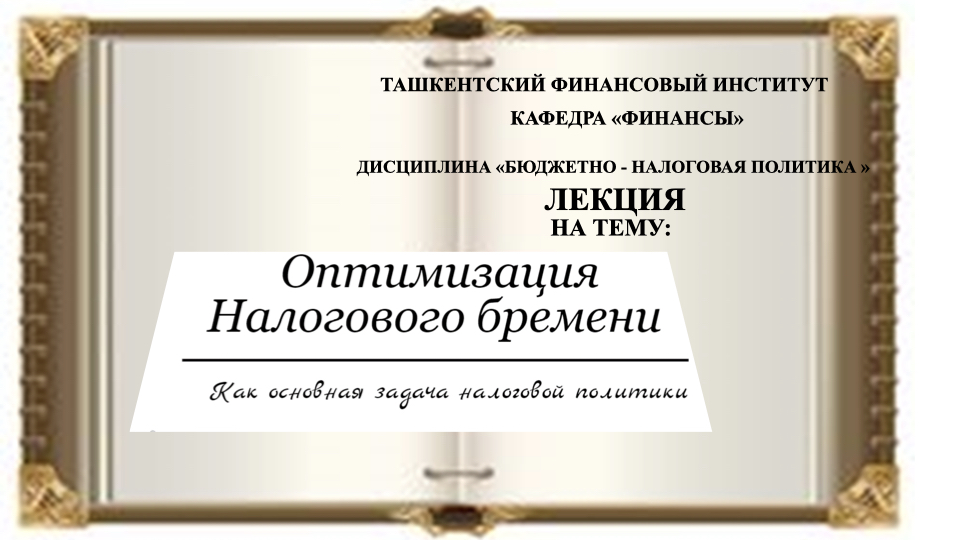 ТАШКЕНТСКИЙ ФИНАНСОВЫЙ ИНСТИТУТ
КАФЕДРА «ФИНАНСЫ»
ДИСЦИПЛИНА «БЮДЖЕТНО - НАЛОГОВАЯ ПОЛИТИКА »
ЛЕКЦИЯ
НА ТЕМУ:
Оптимизация
Налогового бремени
Как основная задача налоговой политики